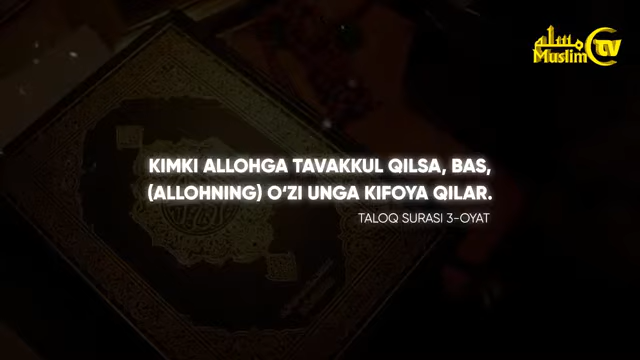 Muslim TV
KIMKI ALLOHGA TAVAKKUL QILSA, BAS,
(ALLOHNING) O‘ZI UNGA KIFOYA QILAR.
TALOQ SURASI 3-OYAT